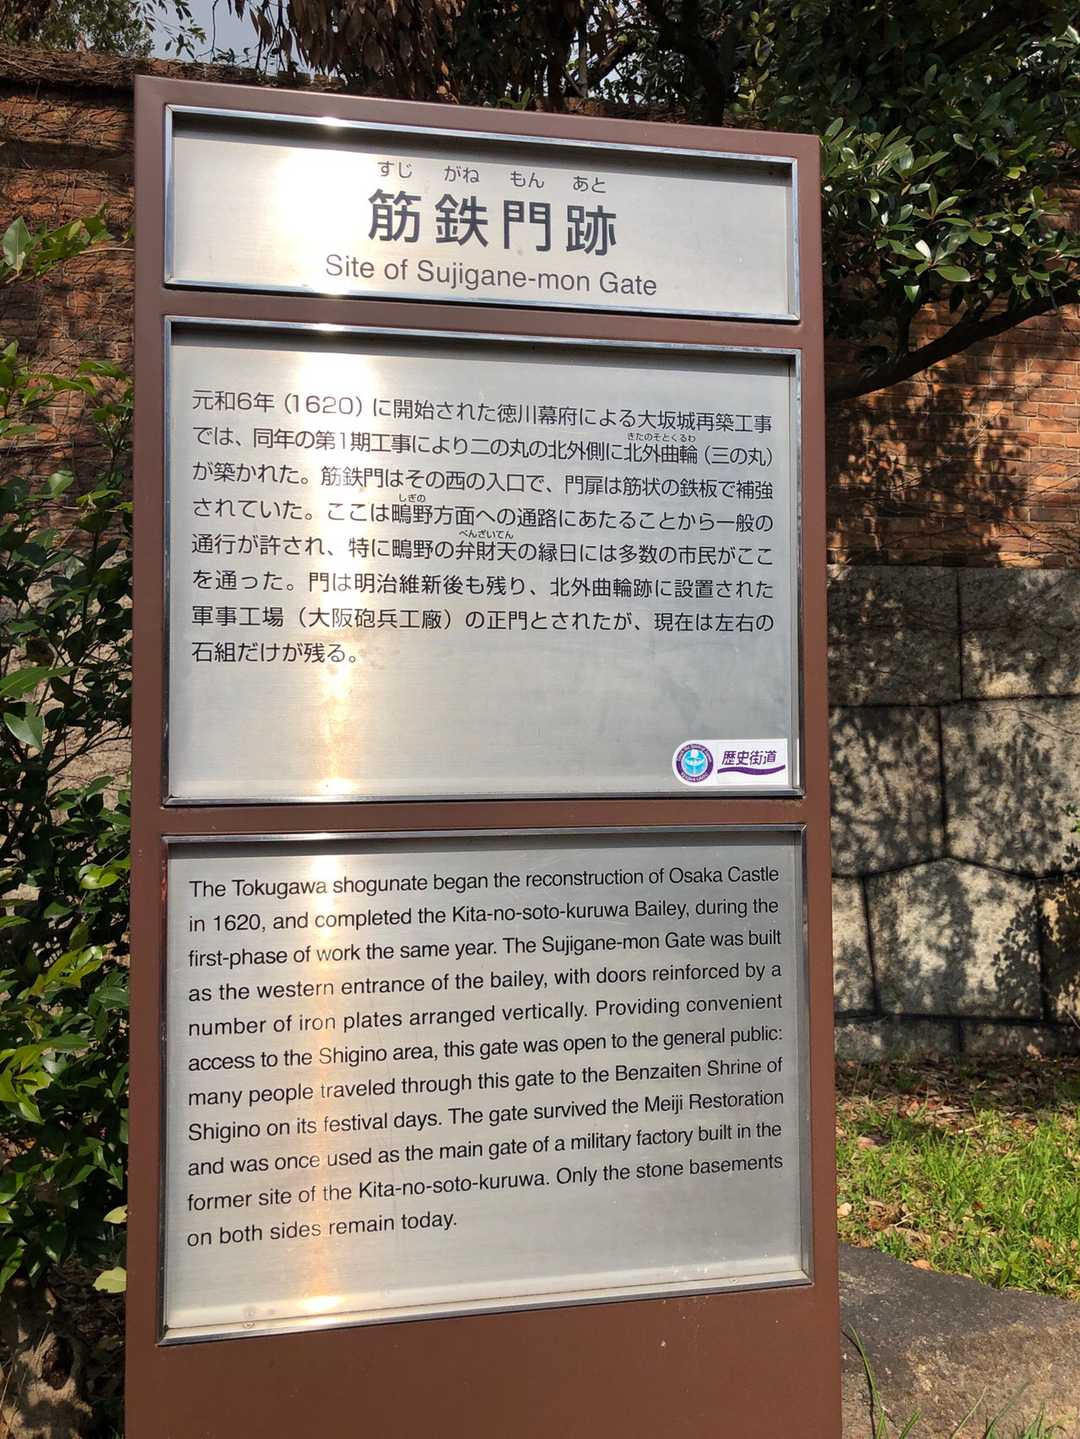 すじ がね もん あと
筋鉄門跡
Site of Sujigane-mon Gate
元和6年（1620）に開始された徳川幕府による大坂城再築工事
では、同年の第1期工事により二の丸の北外側に北外曲輪（三の丸）
きたのそとくるわ
が築かれた。筋鉄門はその西の入口で、門扉は筋状の鉄板で補強
されていた。ここは鴫野方面への通路にあたることから一般の
しぎの
通行が許され、特に鴫野の弁財天の縁日には多数の市民がここ
べんざいてん
を通った。門は明治維新後も残り、北外曲輪跡に設置された
軍事工場（大阪砲兵工廠）の正門とされたが、現在は左右の
石組だけが残る。
歴史街道
The Tokugawa shogunate began the reconstruction of Osaka Castle
in 1620, and completed the Kita-no-soto-kuruwa Bailey, during the
first-phase of work the same year. The Sujigane-mon Gate was built
as the western entrance of the bailey, with doors reinforced by a
number of iron plates arranged vertically. Providing convenient
access to the Shigino area, this gate was open to the general public:
many people traveled through this gate to the Benzaiten Shrine of
Shigino on its festival days. The gate survived the Meiji Restoration
and was once used as the main gate of a military factory built in the
former site of the Kita-no-soto-kuruwa. Only the stone basements
on both sides remain today.